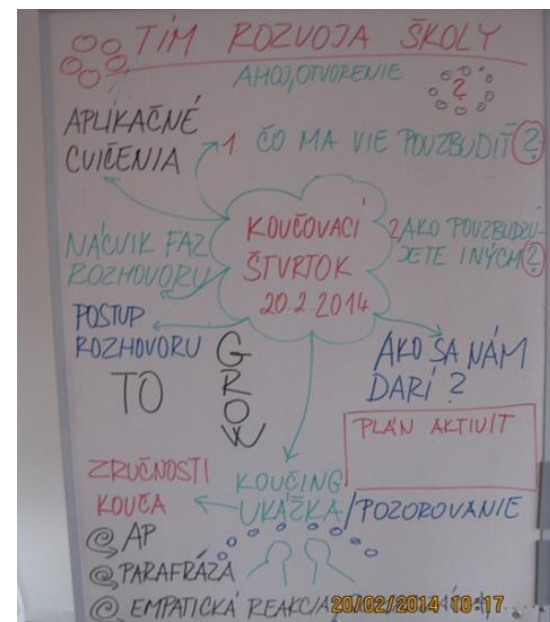 TÍM ROZVOJA ŠKOLY
AHOJ, OTVORENIE
?
APLIKAČNÉ
CVIČENIA
1. ČO MA VIE POVZBUDIŤ ?
KOUČOVACÍ
ŠTVRTOK
20.2.2014
2. AKO POVZBUDZU-
JETE INÝCH ?
NÁCVIK FÁZ
ROZHOVORU
POSTUP
ROZHOVORU
TO
GROW
AKO SA NÁM
DARÍ ?
PLÁN AKTIVÍT
ZRUČNOSTI
KOUČA
KOUČING
UKÁŽKA / POZOROVANIE
AP
PARAFRÁZA
EMPATICKÁ REAKCIA
20/02/2014 10:17